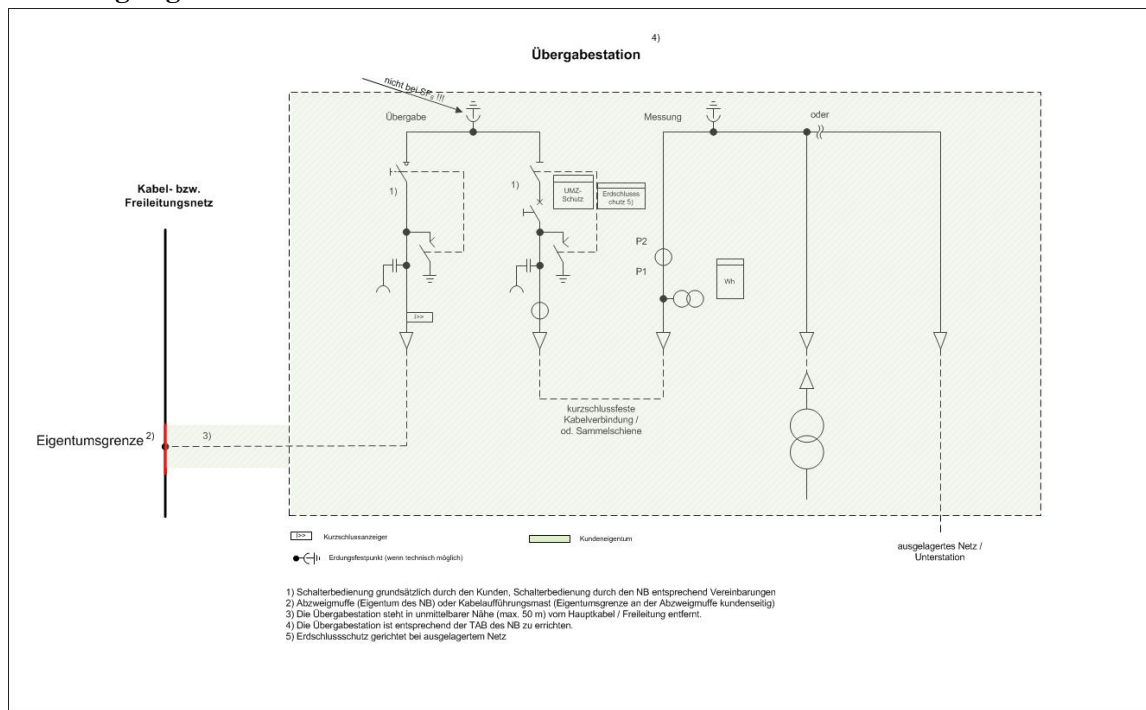 4)
Übergabestation
nicht bei SF6 !!!
Übergabe
Messung
oder
Kabel- bzw.
Freileitungsnetz
1)
1)
UMZ-
Schutz
Erdschluss
chutz 5)
P2
P1
Wh
I>>
kurzschlussfeste
Kabelverbindung /
od. Sammelschiene
Eigentumsgrenze 2)
3)
I>> Kurzschlussanzeiger
Kundeneigentum
Erdungsfestpunkt (wenn technisch möglich)
ausgelagertes Netz /
Unterstation
1) Schalterbedienung grundsätzlich durch den Kunden, Schalterbedienung durch den NB entsprechend Vereinbarungen
2) Abzweigmuffe (Eigentum des NB) oder Kabelaufführungsmast (Eigentumsgrenze an der Abzweigmuffe kundenseitig)
3) Die Übergabestation steht in unmittelbarer Nähe (max. 50 m) vom Hauptkabel / Freileitung entfernt.
4) Die Übergabestation ist entsprechend der TAB des NB zu errichten.
5) Erdschlussschutz gerichtet bei ausgelagertem Netz